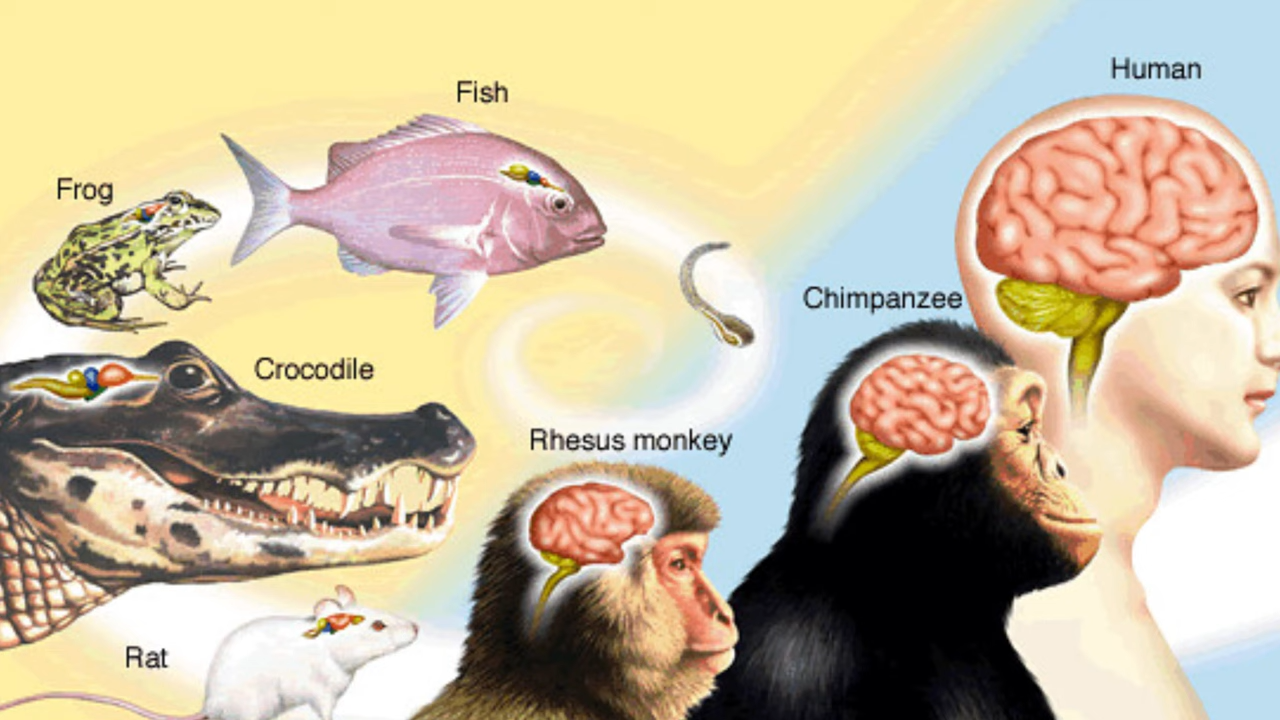 Human
Fish
Frog
Chimpanzee
Crocodile
Rhesus monkey
Rat